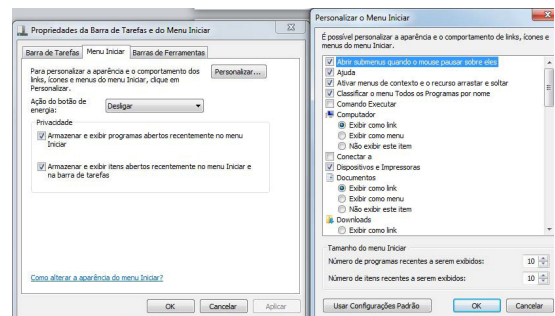 Propriedades da Barra de Tarefas e do Menu Iniciar
Barra de Tarefas
Menu Iniciar
Barras de Ferramentas
Para personalizar a aparência e o comportamento dos
links, ícones e menus do menu Iniciar, clique em
Personalizar.
Personalizar...
Ação do botão de
energia:
Desligar
Privacidade
Armazenar e exibir programas abertos recentemente no menu
Iniciar
Armazenar e exibir itens abertos recentemente no menu Iniciar e
na barra de tarefas
Como alterar a aparência do menu Iniciar?
OK
Cancelar
Aplicar
Personalizar o Menu Iniciar
É possível personalizar a aparência e o comportamento de links, ícones e
menus do menu Iniciar.
Abrir submenus quando o mouse pausar sobre eles
Ajuda
Ativar menus de contexto e o recurso arrastar e soltar
Classificar o menu Todos os Programas por nome
Comando Executar
Computador
Exibir como link
Exibir como menu
Não exibir este item
Conectar a
Dispositivos e Impressoras
Documentos
Exibir como link
Exibir como menu
Não exibir este item
Downloads
Exibir como link
Tamanho do menu Iniciar
Número de programas recentes a serem exibidos:
10
Número de itens recentes a serem exibidos:
10
Usar Configurações Padrão
OK
Cancelar